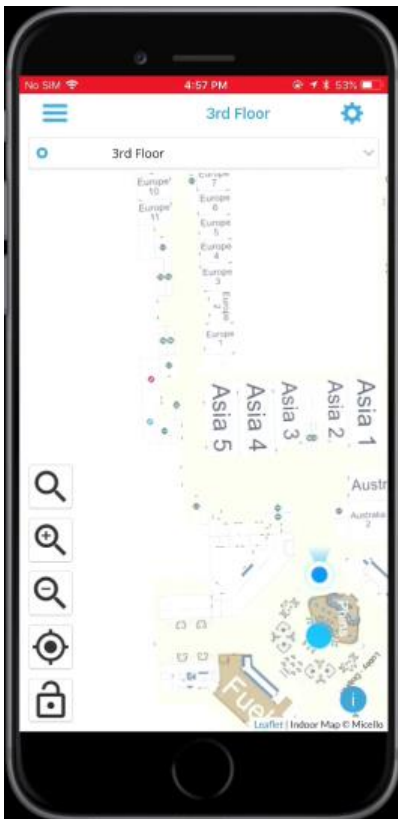 No SIM 4:57 PM 53%
3rd Floor
3rd Floor
Europe
10
Europe
7
Europe
11
Europe
6
Europe
5
Europe
4
Europe
3
Europe
2
Europe
1
Asia 5
Asia 4
Asia 3
Asia 2
Asia 1
Austr
Australia
2
Lobby
Fuel
i
Leaflet | Indoor Map © Micello